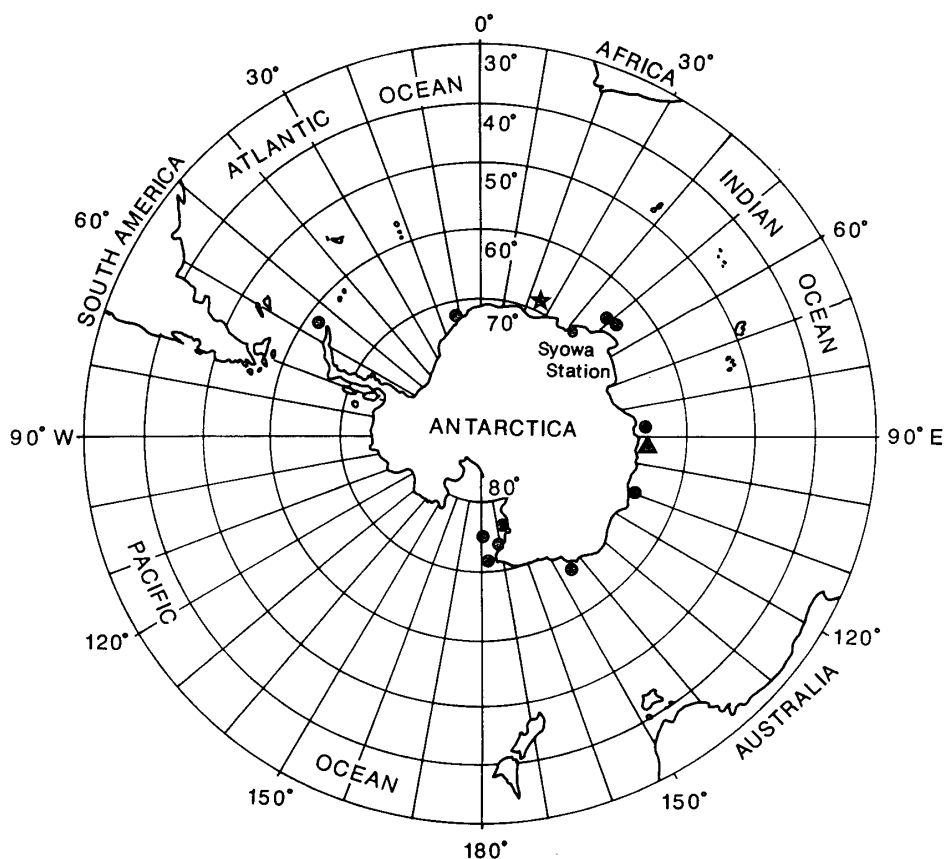 0°
30°
AFRICA
30°
30°
OCEAN
ATLANTIC
40°
50°
INDIAN
SOUTH AMERICA
60°
60°
60°
OCEAN
70°
Syowa
Station
ANTARCTICA
90° W
90° E
80°
PACIFIC
120°
120°
AUSTRALIA
OCEAN
150°
150°
180°